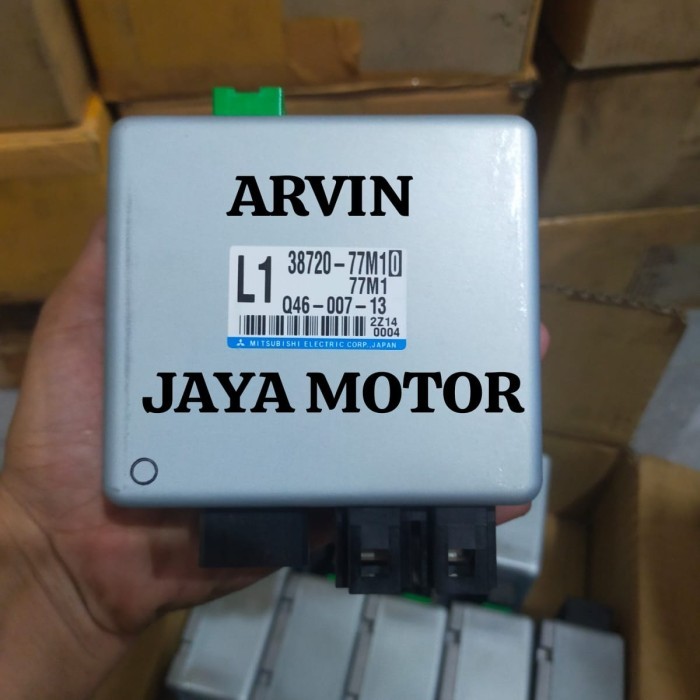 ARVIN
L1 38720-77M10
77M1
Q46-007-13
2Z14
0004
MITSUBISHI ELECTRIC CORP., JAPAN
JAYA MOTOR